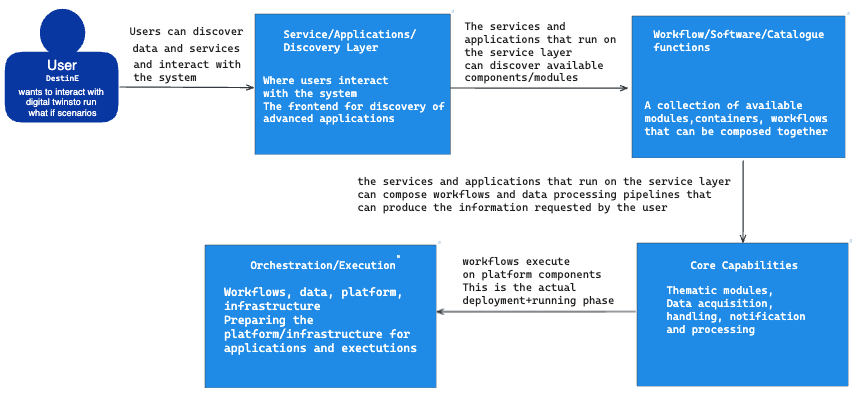 User
DestinE
wants to interact with
digital twinsto run
what if scenarios
Users can discover
data and services
and interact with
the system
Service/Applications/
Discovery Layer
Where users interact
with the system
The frontend for discovery of
advanced applications
The services and
applications that run on
the service layer
can discover available
components/modules
Workflow/Software/Catalogue
functions
A collection of available
modules,containers, workflows
that can be composed together
the services and applications that run on the service layer
can compose workflows and data processing pipelines that
can produce the information requested by the user
Core Capabilities
Thematic modules,
Data acquisition,
handling, notification
and processing
workflows execute
on platform components
This is the actual
deployment+running phase
Orchestration/Execution
Workflows, data, platform,
infrastructure
Preparing the
platform/infrastructure for
applications and exectutions